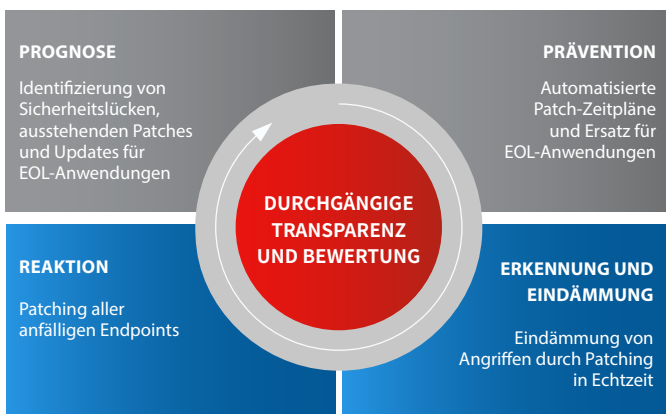 PROGNOSE
Identifizierung von
Sicherheitslücken,
ausstehenden Patches
und Updates für
EOL-Anwendungen
PRÄVENTION
Automatisierte
Patch-Zeitpläne
und Ersatz für
EOL-Anwendungen
DURCHGÄNGIGE
TRANSPARENZ
UND BEWERTUNG
REAKTION
Patching aller
anfälligen Endpoints
ERKENNUNG UND
EINDÄMMUNG
Eindämmung von
Angriffen durch Patching
in Echtzeit